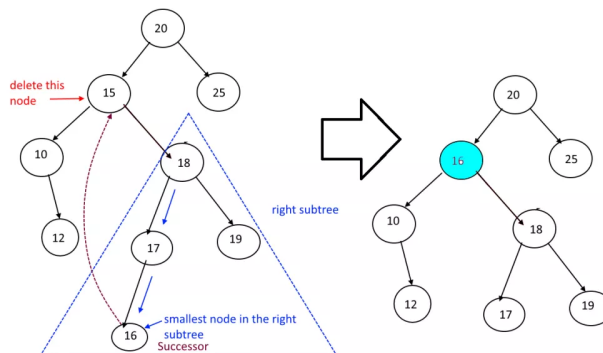 20
delete this
node
15
25
10
18
right subtree
12
17
19
smallest node in the right
subtree
16
Successor
20
16
25
10
18
12
17
19